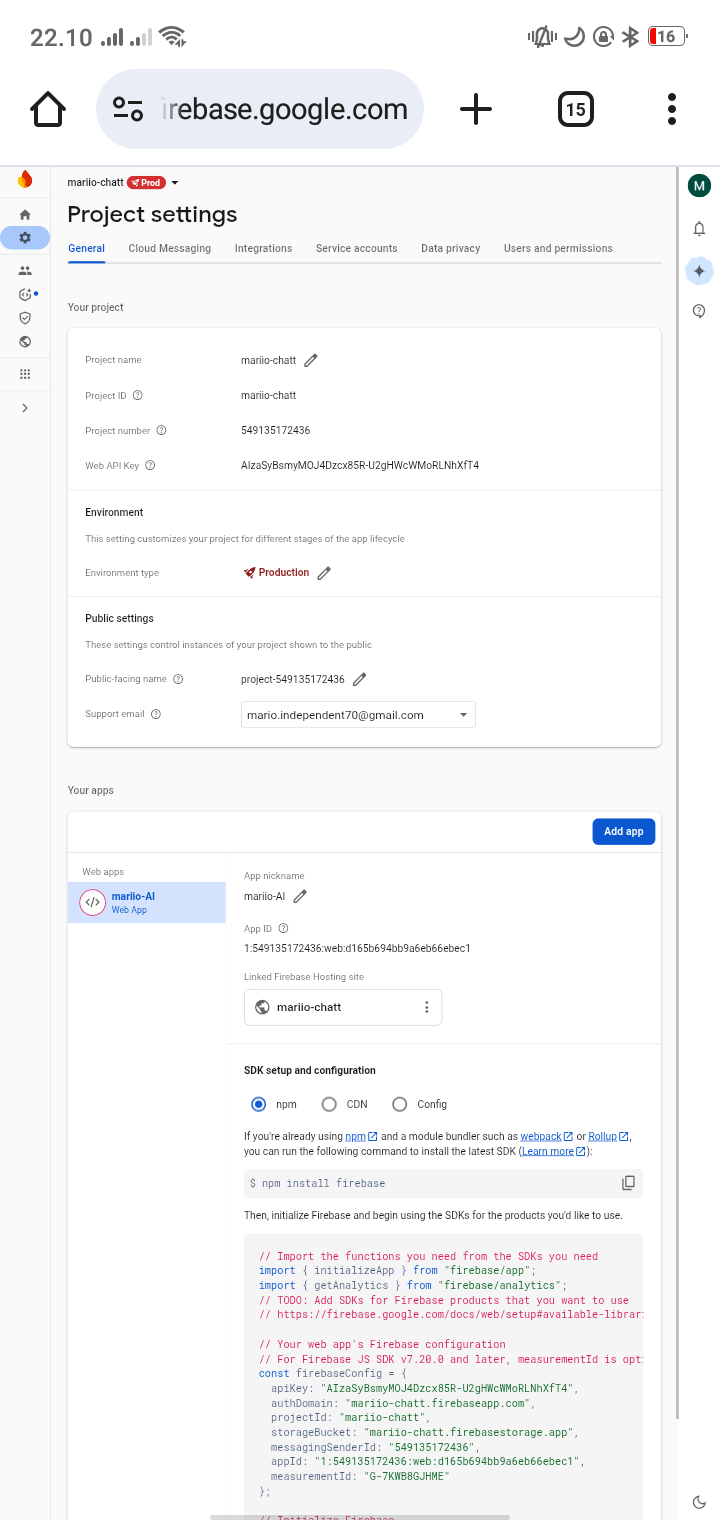 22.10
16
irebase.google.com
15
mariio-chatt Prod
M
Project settings
General Cloud Messaging Integrations Service accounts Data privacy Users and permissions
Your project
Project name mariio-chatt
Project ID mariio-chatt
Project number 549135172436
Web API Key AIzaSyBsmyMOJ4Dzcx85R-U2gHWcWMoRLNhXfT4
Environment
This setting customizes your project for different stages of the app lifecycle
Environment type Production
Public settings
These settings control instances of your project shown to the public
Public-facing name project-549135172436
Support email mario.independent70@gmail.com
Your apps
Add app
Web apps
mariio-AI
Web App
App nickname
mariio-AI
App ID
1:549135172436:web:d165b694bb9a6eb66ebec1
Linked Firebase Hosting site
mariio-chatt
SDK setup and configuration
npm CDN Config
If you're already using npm and a module bundler such as webpack or Rollup,
you can run the following command to install the latest SDK (Learn more):
$ npm install firebase
Then, initialize Firebase and begin using the SDKs for the products you'd like to use.
// Import the functions you need from the SDKs you need
import { initializeApp } from "firebase/app";
import { getAnalytics } from "firebase/analytics";
// TODO: Add SDKs for Firebase products that you want to use
// https://firebase.google.com/docs/web/setup#available-librar
// Your web app's Firebase configuration
// For Firebase JS SDK v7.20.0 and later, measurementId is opti
const firebaseConfig = {
apiKey: "AIzaSyBsmyMOJ4Dzcx85R-U2gHWcWMoRLNhXfT4",
authDomain: "mariio-chatt.firebaseapp.com",
projectId: "mariio-chatt",
storageBucket: "mariio-chatt.firebasestorage.app",
messagingSenderId: "549135172436",
appId: "1:549135172436:web:d165b694bb9a6eb66ebec1",
measurementId: "G-7KWB8GJHME"
};
// Initialize Firebase